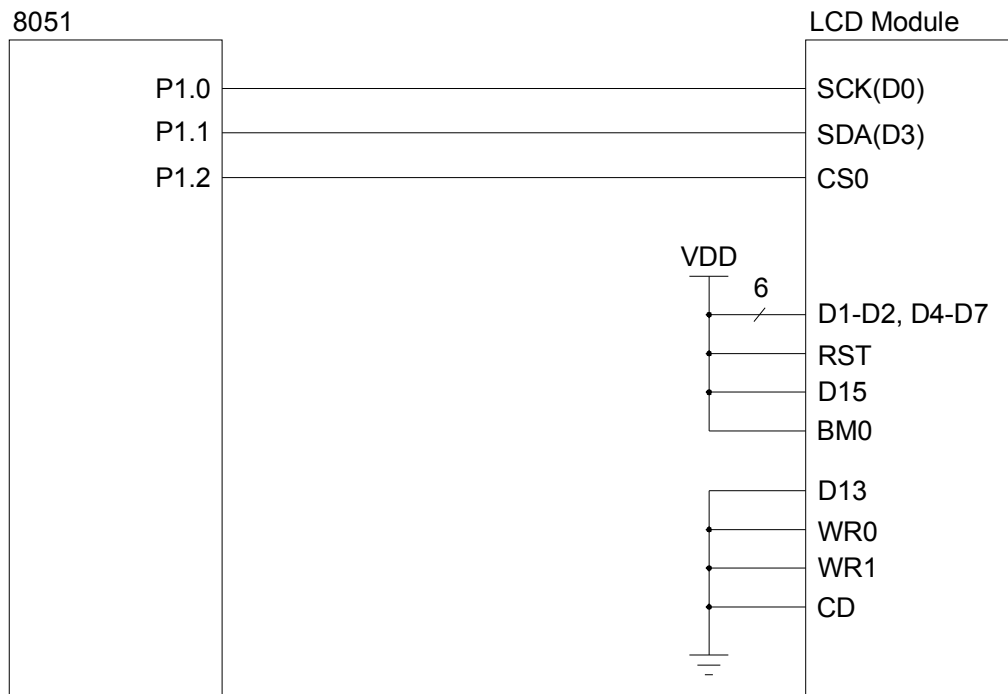 8051
LCD Module
P1.0
SCK(D0)
P1.1
SDA(D3)
P1.2
CS0
VDD
6
D1-D2, D4-D7
RST
D15
BM0
D13
WR0
WR1
CD